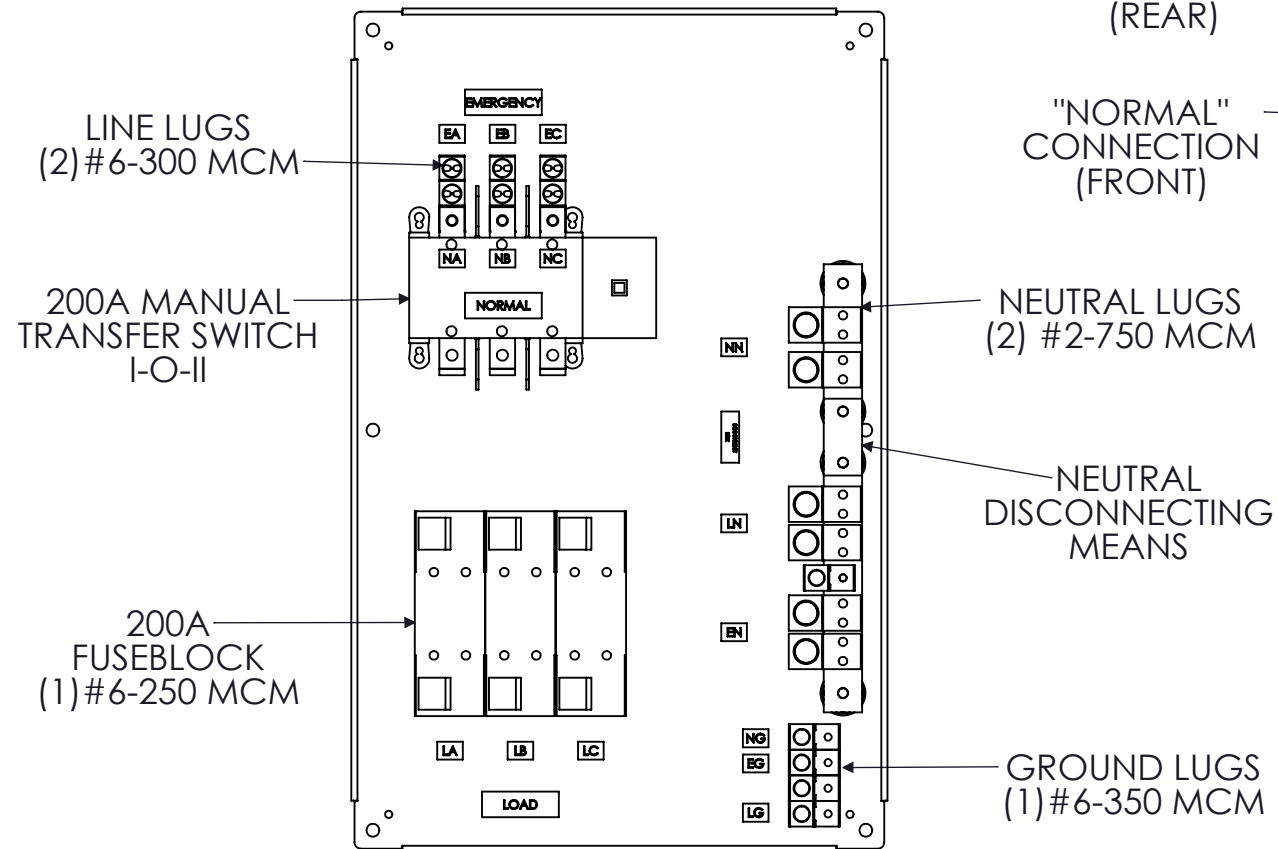 (REAR)
"NORMAL"
CONNECTION
(FRONT)
EMERGENCY
EA EB EC
LINE LUGS
(2)#6-300 MCM
NA NB NC
NORMAL
200A MANUAL
TRANSFER SWITCH
I-O-II
NEUTRAL LUGS
(2) #2-750 MCM
NN
NEUTRAL
DISCONNECTING
MEANS
LN
200A
FUSEBLOCK
(1)#6-250 MCM
EN
LA LB LC
LOAD
NG
EG
LG
GROUND LUGS
(1)#6-350 MCM